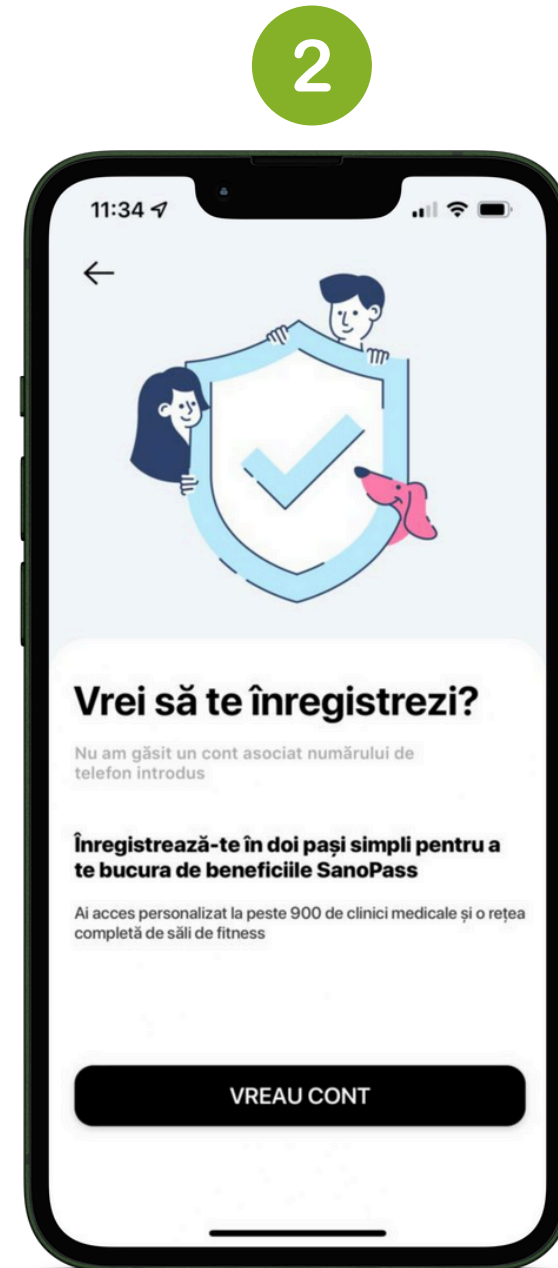 2
11:34
Vrei să te înregistrezi?
Nu am găsit un cont asociat numărului de
telefon introdus
Înregistrează-te în doi pași simpli pentru a
te bucura de beneficiile SanoPass
Ai acces personalizat la peste 900 de clinici medicale și o rețea
completă de săli de fitness
VREAU CONT